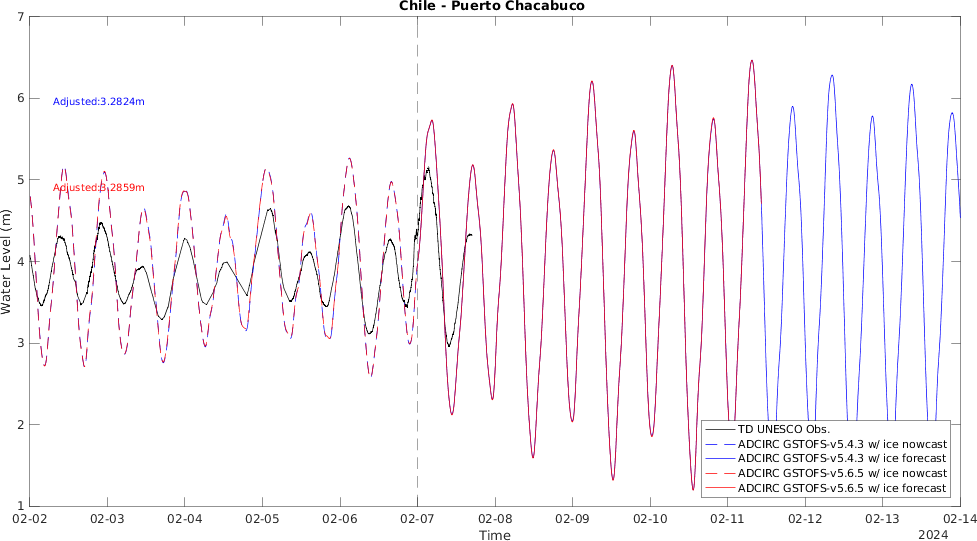 Chile - Puerto Chacabuco
7
6
5
4
3
2
1
Water Level (m)
Adjusted:3.2824m
Adjusted:3.2859m
TD UNESCO Obs.
ADCIRC GSTOFS-v5.4.3 w/ ice nowcast
ADCIRC GSTOFS-v5.4.3 w/ ice forecast
ADCIRC GSTOFS-v5.6.5 w/ ice nowcast
ADCIRC GSTOFS-v5.6.5 w/ ice forecast
02-02 02-03 02-04 02-05 02-06 02-07 02-08 02-09 02-10 02-11 02-12 02-13 02-14
Time
2024